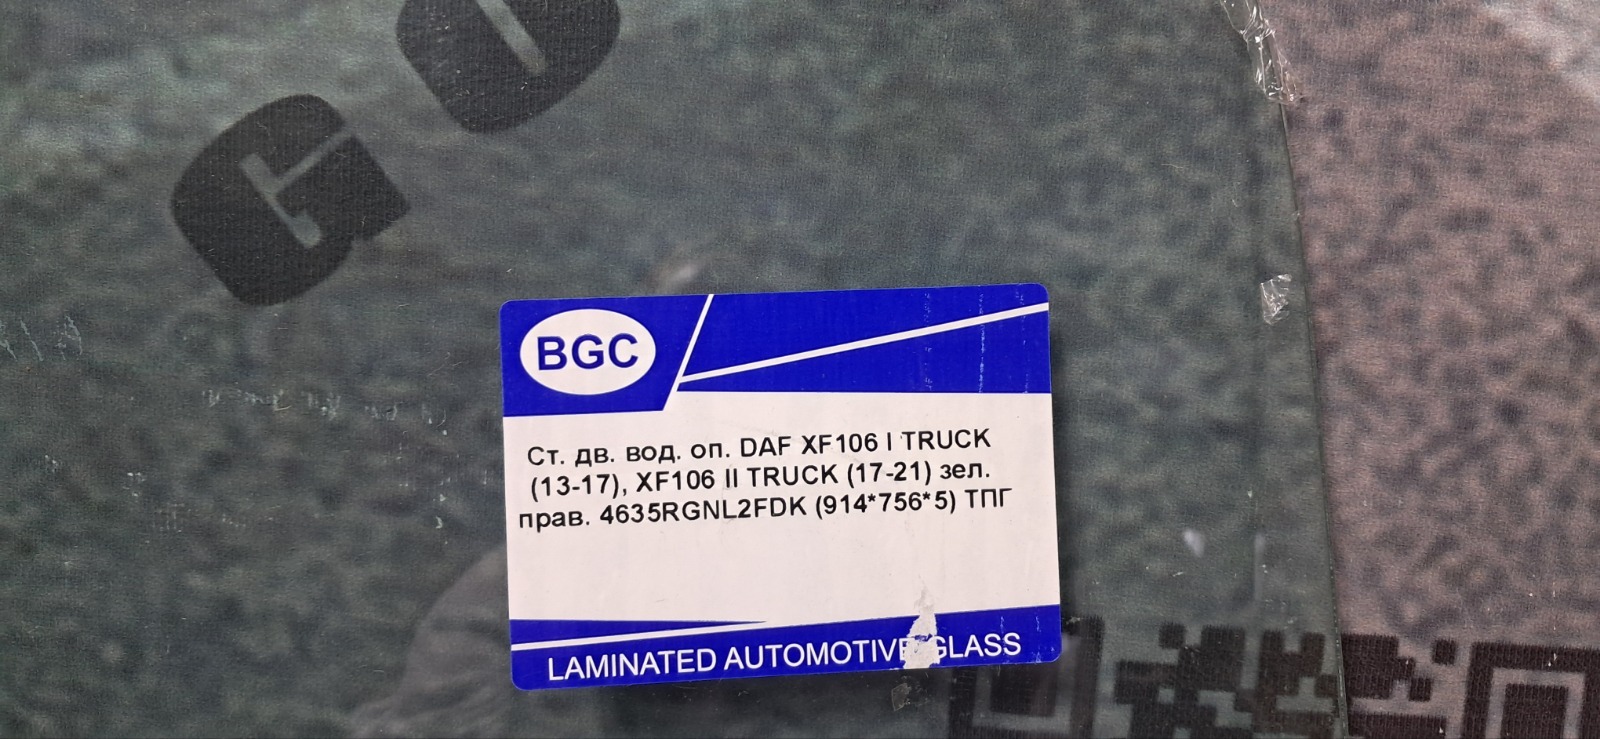 BGC
Ст. дв. вод. оп. DAF XF106 I TRUCK
(13-17), XF106 II TRUCK (17-21) зел.
прав. 4635RGNL2FDK (914*756*5) ТПГ
LAMINATED AUTOMOTIVE GLASS